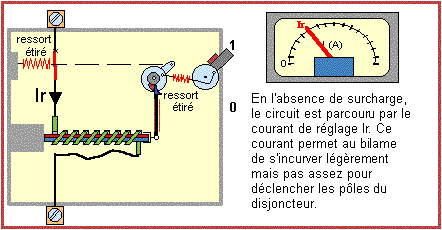 ressort
étiré
Ir
ressort
étiré
1
0
Ir
(A)
0
En l'absence de surcharge,
le circuit est parcouru par le
courant de réglage Ir. Ce
courant permet au bilame
de s'incurver légèrement
mais pas assez pour
déclencher les pôles du
disjoncteur.